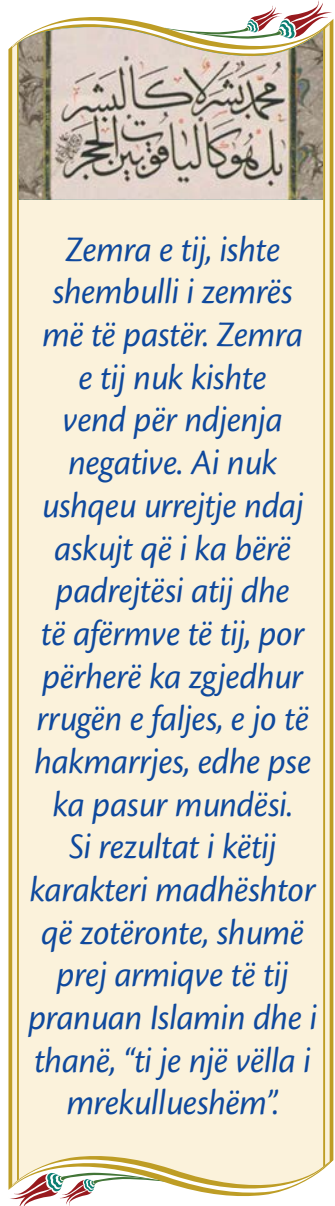 محمد بشر لا كالبشر
بل هو كالياقوت بين الحجر
Zemra e tij, ishte
shembulli i zemrës
më të pastër. Zemra
e tij nuk kishte
vend për ndjenja
negative. Ai nuk
ushqeu urrejtje ndaj
askujt që i ka bërë
padrejtësi atij dhe
të afërmve të tij, por
përherë ka zgjedhur
rrugën e faljes, e jo të
hakmarrjes, edhe pse
ka pasur mundësi.
Si rezultat i këtij
karakteri madhështor
që zotëronte, shumë
prej armiqve të tij
pranuan Islamin dhe i
thanë, “ti je një vëlla i
mrekullueshëm”.